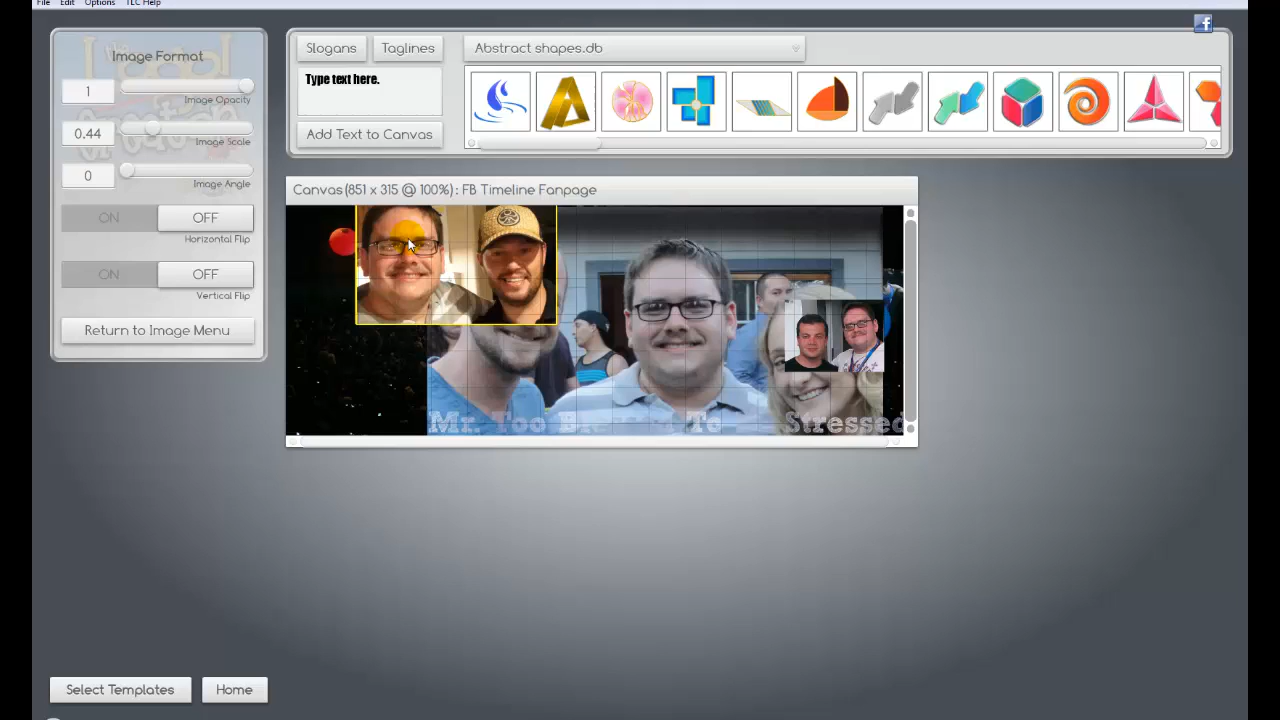 File Edit Options TLC Help
Image Format
1
Image Opacity
0.44
Image Scale
0
Image Angle
ON OFF
Horizontal Flip
ON OFF
Vertical Flip
Return to Image Menu
Slogans Taglines
Type text here.
Add Text to Canvas
Abstract shapes.db
f
Canvas (851 x 315 @ 100%) : FB Timeline Fanpage
Mr. Too Blessed To Stressed
Select Templates Home